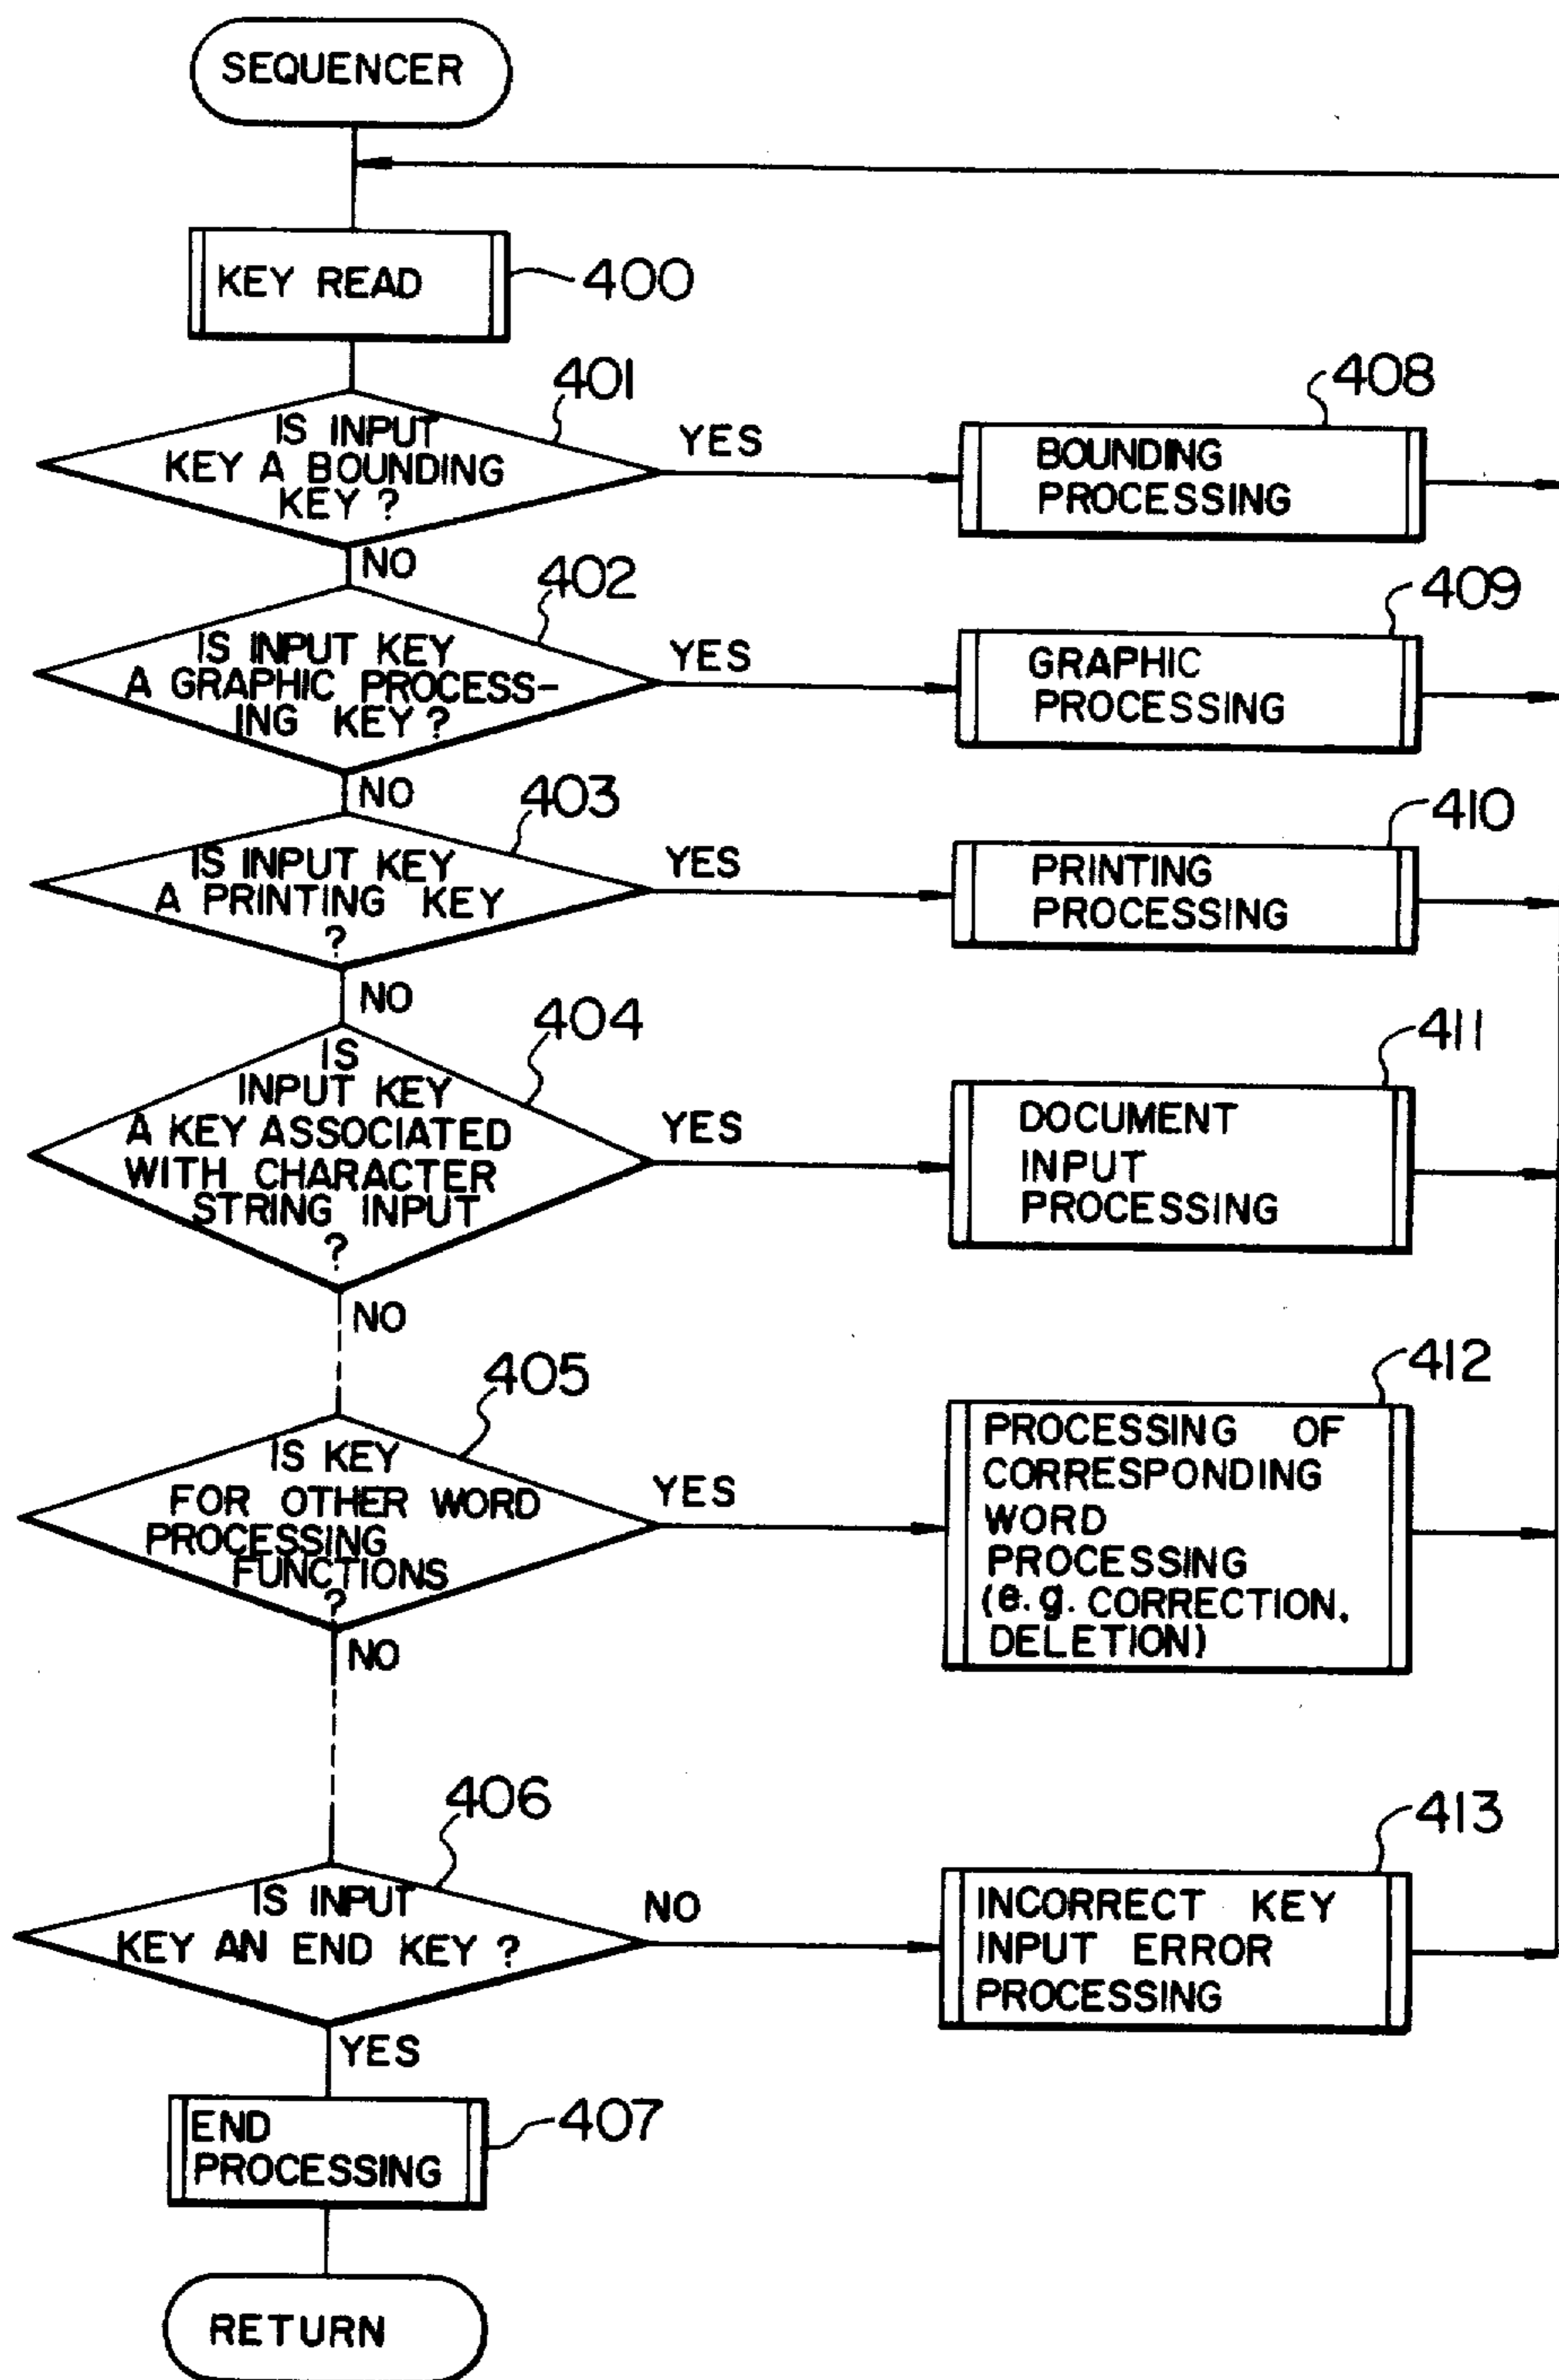 SEQUENCER
KEY READ
400
IS INPUT
KEY A BOUNDING
KEY ?
401
YES
BOUNDING
PROCESSING
408
NO
IS INPUT KEY
A GRAPHIC PROCESS-
ING KEY ?
402
YES
GRAPHIC
PROCESSING
409
NO
IS INPUT KEY
A PRINTING KEY
?
403
YES
PRINTING
PROCESSING
410
NO
IS
INPUT KEY
A KEY ASSOCIATED
WITH CHARACTER
STRING INPUT
?
404
YES
DOCUMENT
INPUT
PROCESSING
411
NO
IS KEY
FOR OTHER WORD
PROCESSING
FUNCTIONS
?
405
YES
PROCESSING OF
CORRESPONDING
WORD
PROCESSING
(e.g. CORRECTION.
DELETION)
412
NO
IS INPUT
KEY AN END KEY ?
406
NO
INCORRECT KEY
INPUT ERROR
PROCESSING
413
YES
END
PROCESSING
407
RETURN